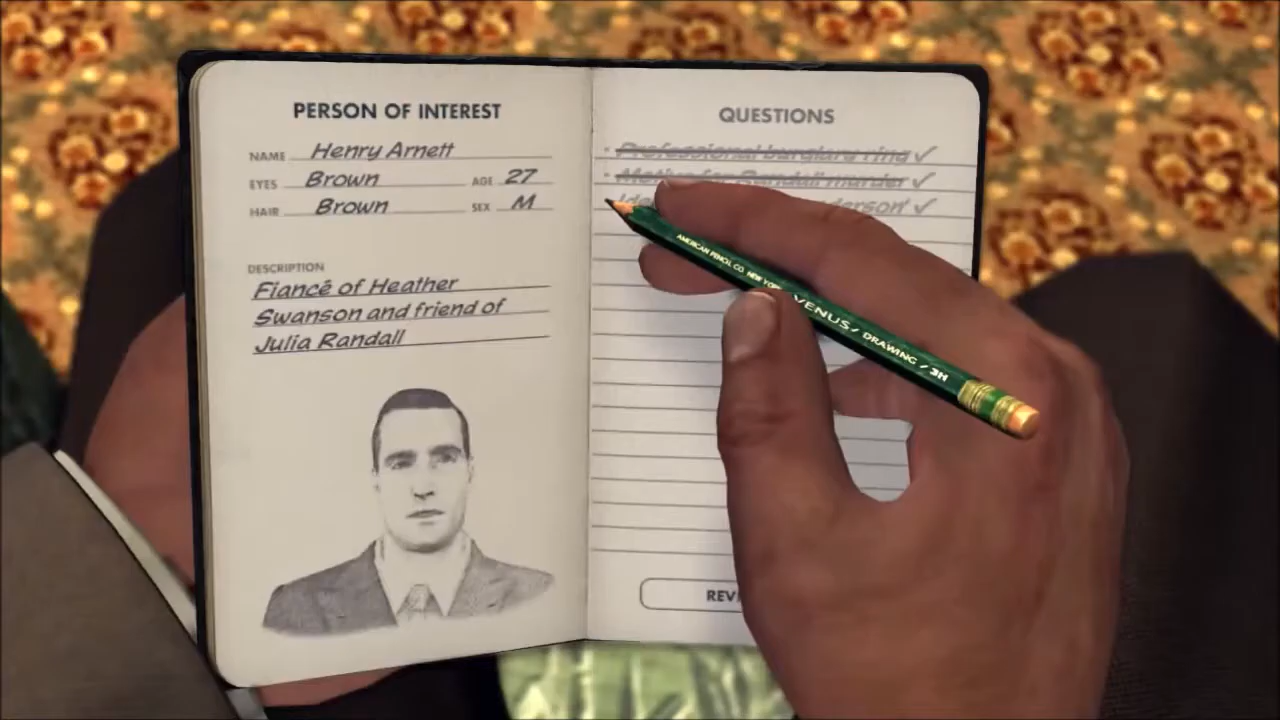 PERSON OF INTEREST
NAME Henry Arnett
EYES Brown AGE 27
HAIR Brown SEX M
DESCRIPTION
Fiancé of Heather
Swanson and friend of
Julia Randall
QUESTIONS
• Professional burglary ring ✓
• Motive for Randall murder ✓
erson' ✓
AMERICAN PENCIL CO. NEW YORK VENUS / DRAWING / 3H
REV